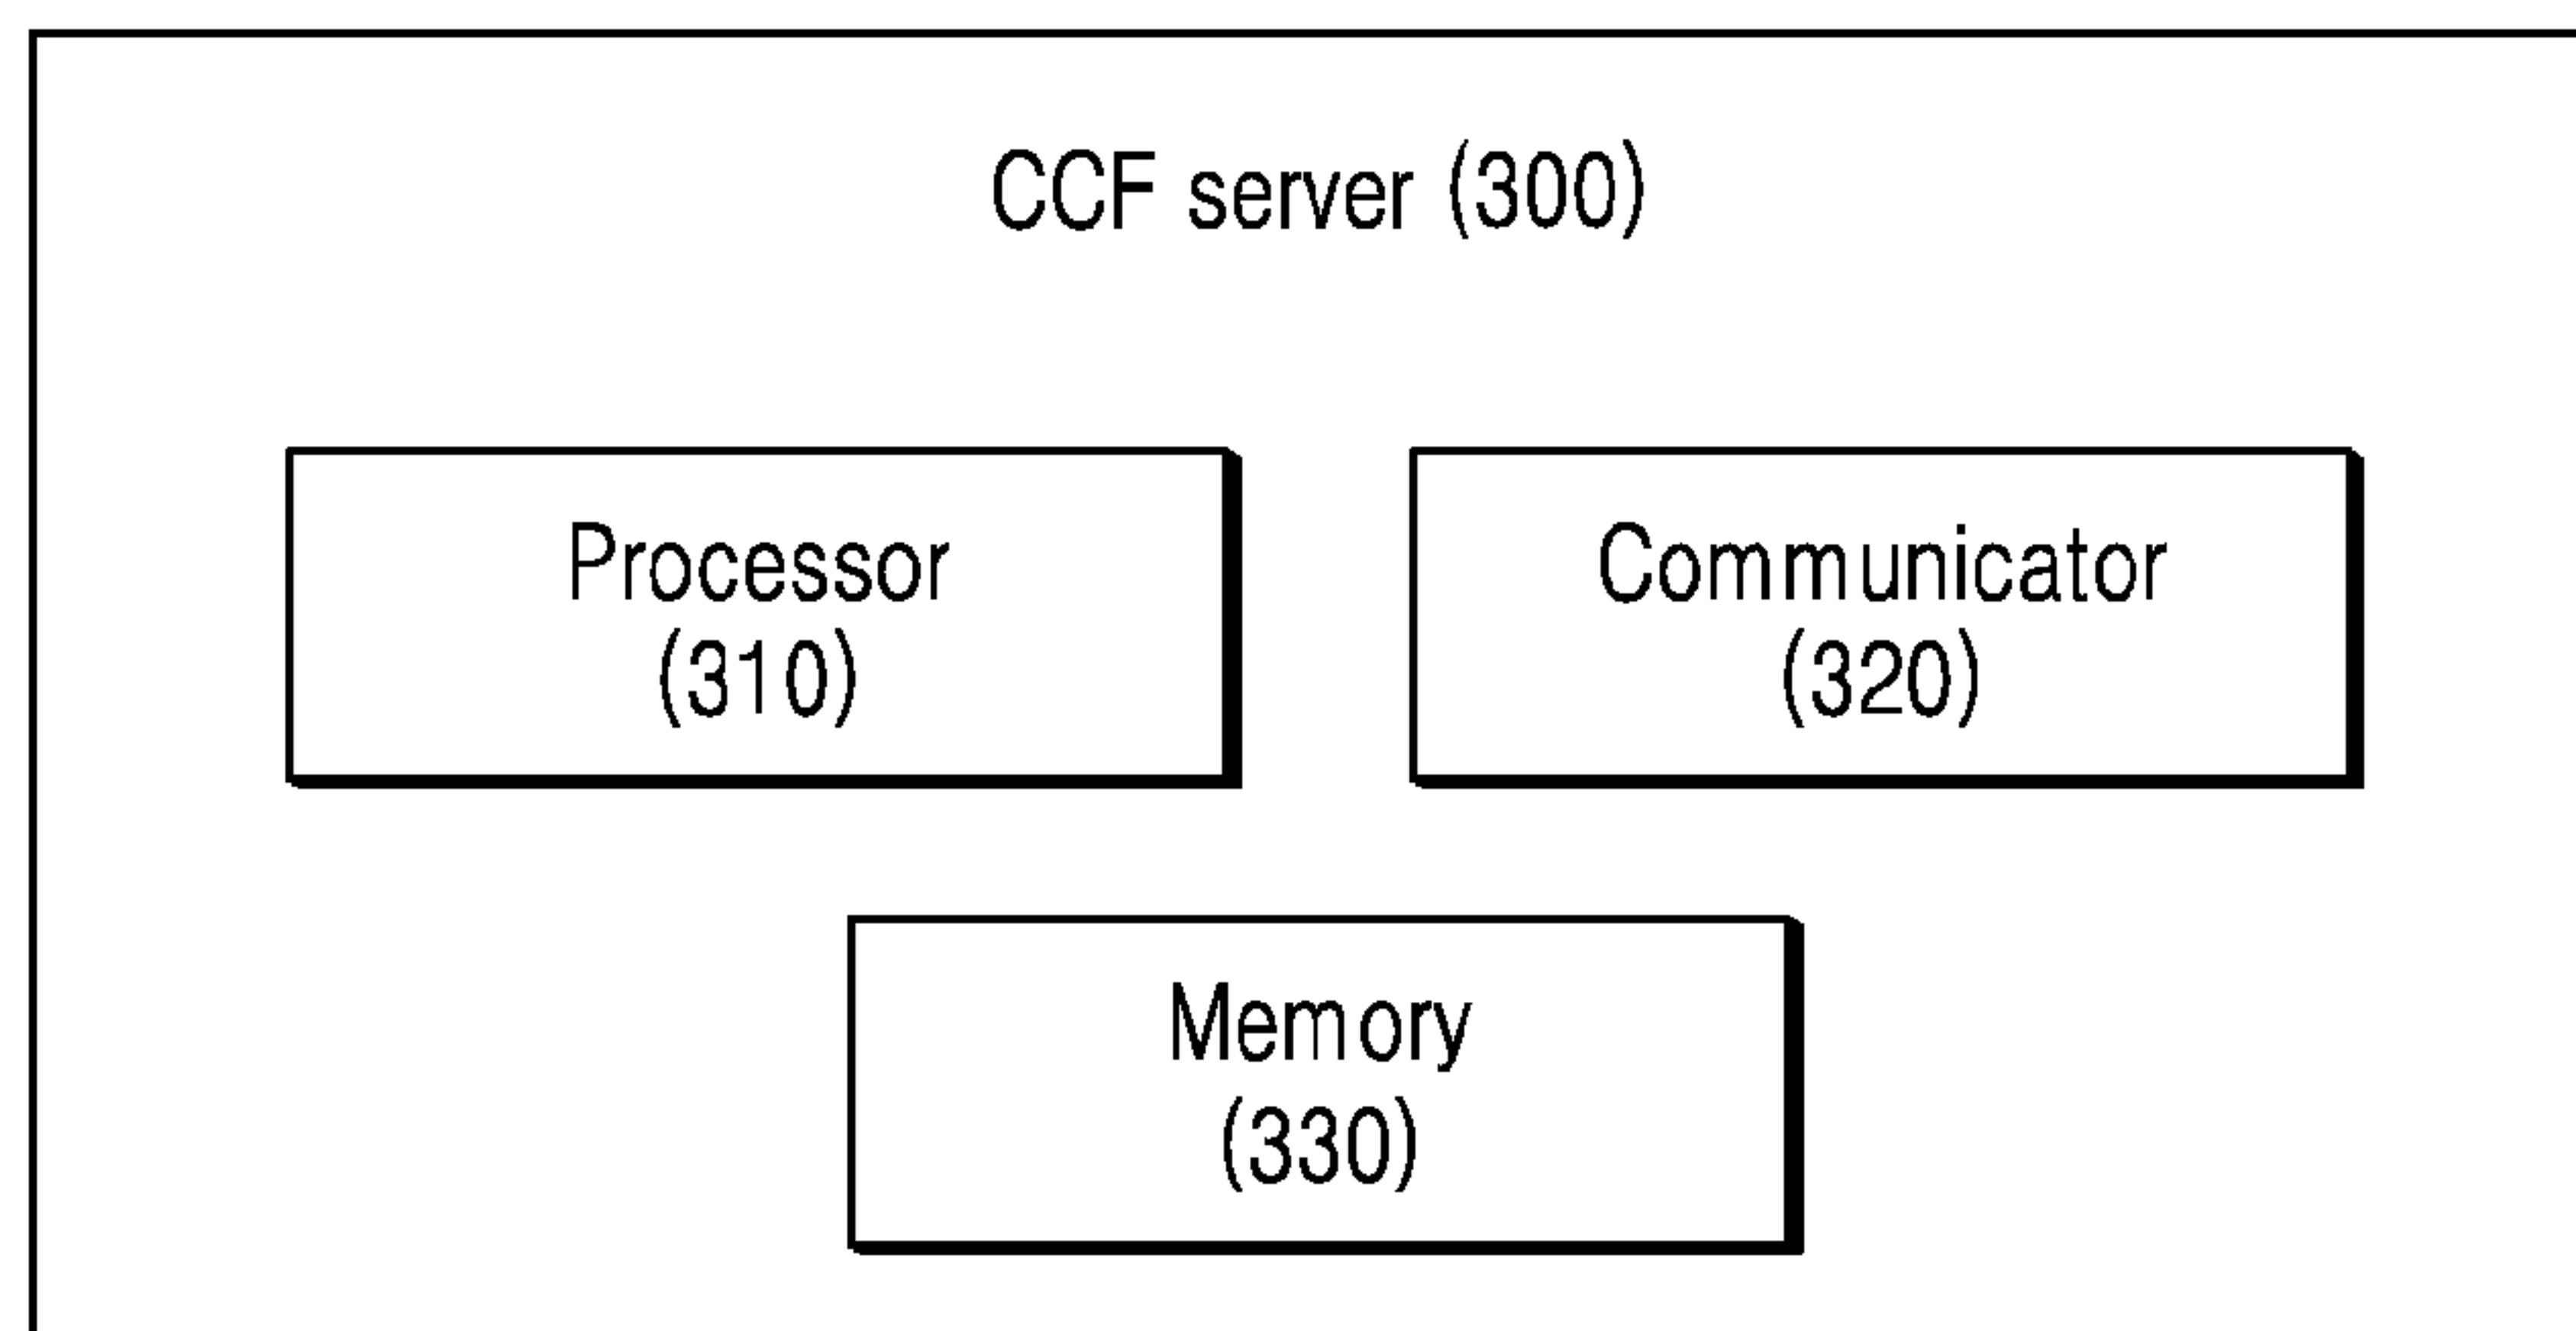 CCF server (300)
Processor
(310)
Communicator
(320)
Memory
(330)